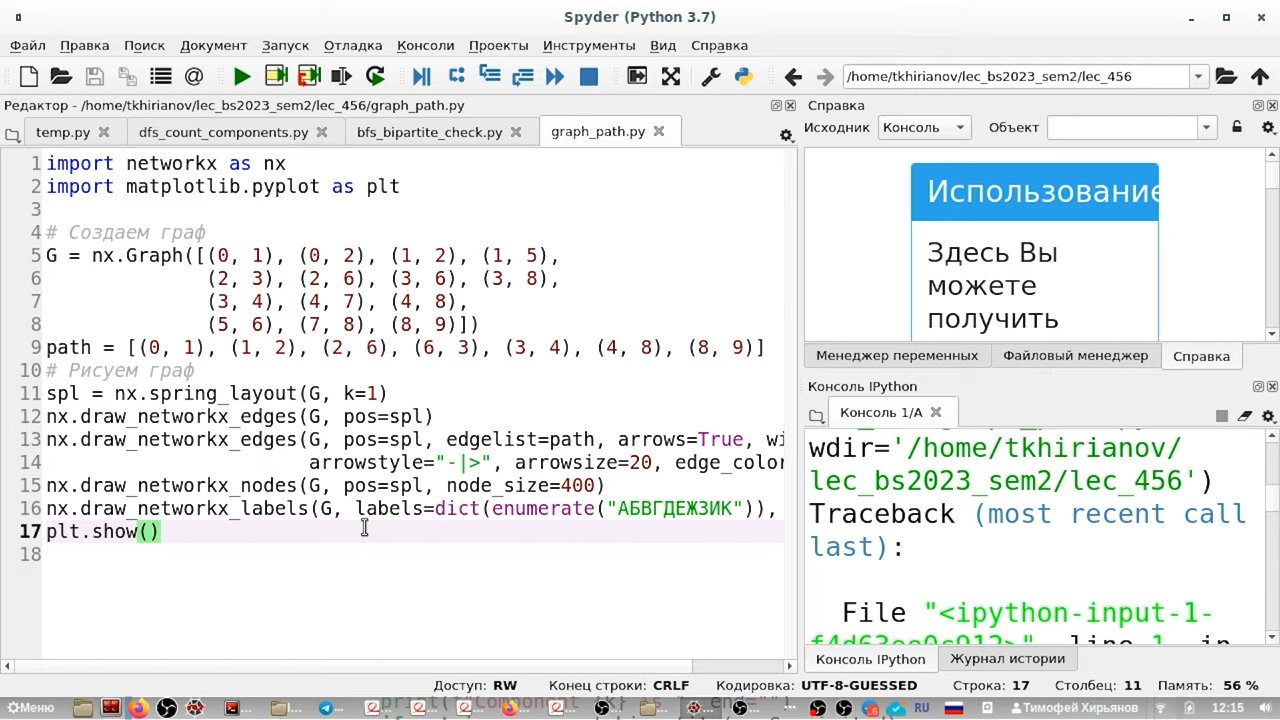 Spyder (Python 3.7)
Файл Правка Поиск Документ Запуск Отладка Консоли Проекты Инструменты Вид Справка
/home/tkhirianov/lec_bs2023_sem2/lec_456
Редактор - /home/tkhirianov/lec_bs2023_sem2/lec_456/graph_path.py
temp.py dfs_count_components.py bfs_bipartite_check.py graph_path.py
1 import networkx as nx
2 import matplotlib.pyplot as plt
3
4 # Создаем граф
5 G = nx.Graph([(0, 1), (0, 2), (1, 2), (1, 5),
6 (2, 3), (2, 6), (3, 6), (3, 8),
7 (3, 4), (4, 7), (4, 8),
8 (5, 6), (7, 8), (8, 9)])
9 path = [(0, 1), (1, 2), (2, 6), (6, 3), (3, 4), (4, 8), (8, 9)]
10 # Рисуем граф
11 spl = nx.spring_layout(G, k=1)
12 nx.draw_networkx_edges(G, pos=spl)
13 nx.draw_networkx_edges(G, pos=spl, edgelist=path, arrows=True, wi
14 arrowstyle="-|>", arrowsize=20, edge_color
15 nx.draw_networkx_nodes(G, pos=spl, node_size=400)
16 nx.draw_networkx_labels(G, labels=dict(enumerate("АБВГДЕЖЗИК")),
17 plt.show()
18
Справка
Исходник Консоль Объект
Использование
Здесь Вы
можете
получить
Менеджер переменных Файловый менеджер Справка
Консоль IPython
Консоль 1/A
wdir='/home/tkhirianov/
lec_bs2023_sem2/lec_456')
Traceback (most recent call
last):
File "<ipython-input-1-
Консоль IPython Журнал истории
Доступ: RW Конец строки: CRLF Кодировка: UTF-8-GUESSED Строка: 17 Столбец: 11 Память: 56 %
Меню RU Тимофей Хирьянов 12:15